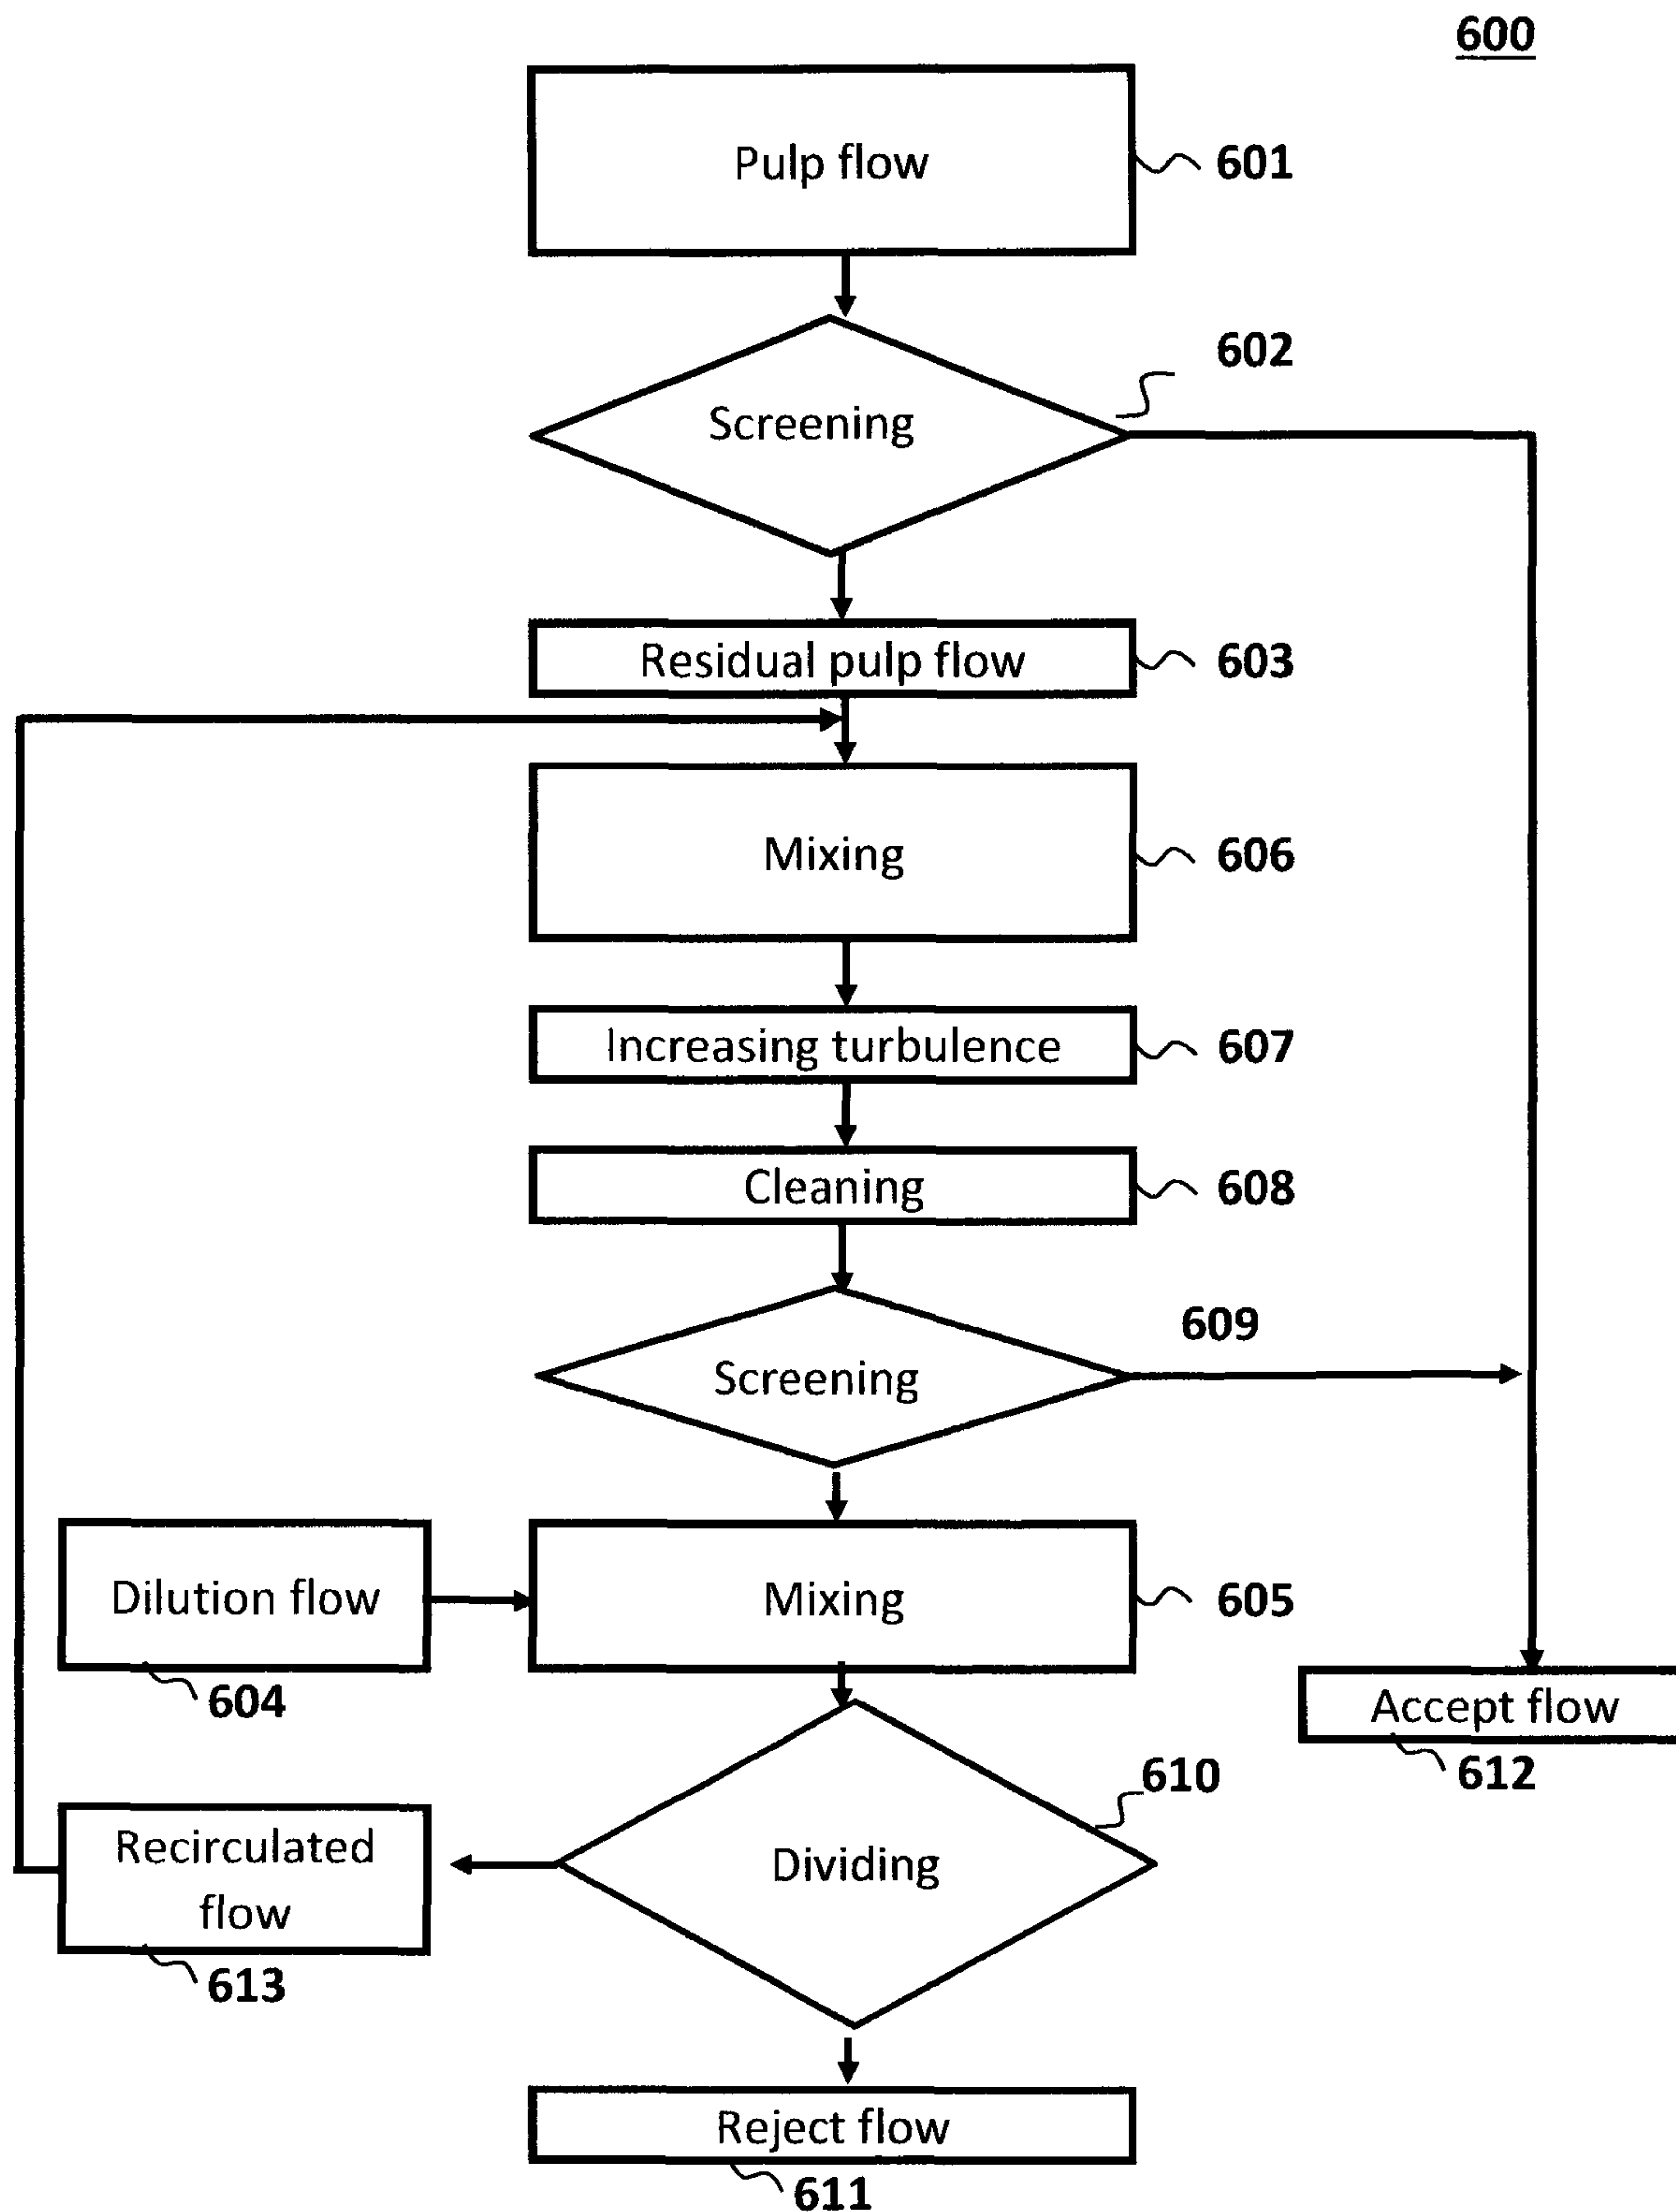 600
Pulp flow
601
602
Screening
Residual pulp flow
603
Mixing
606
Increasing turbulence
607
Cleaning
608
609
Screening
Dilution flow
604
Mixing
605
Accept flow
612
610
Recirculated
flow
613
Dividing
Reject flow
611